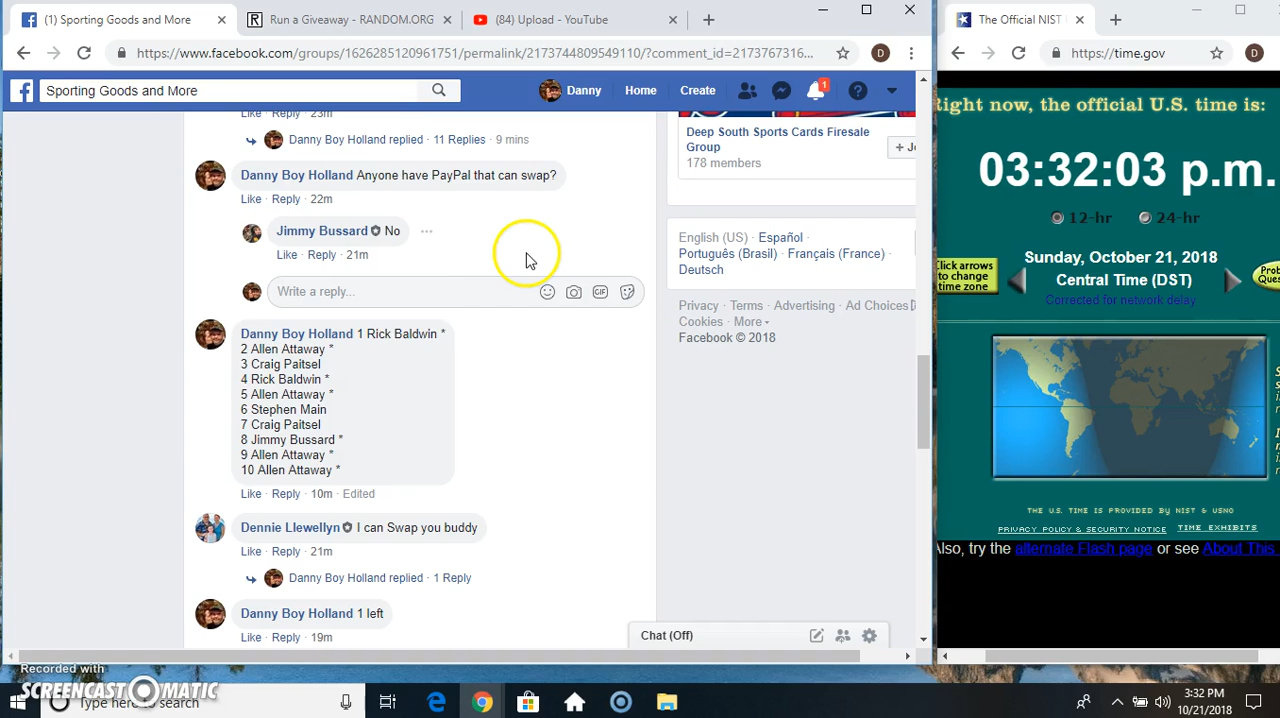 (1) Sporting Goods and More
Run a Giveaway - RANDOM.ORG
(84) Upload - YouTube
The Official NIST
https://www.facebook.com/groups/1626285120961751/permalink/2173744809549110/?comment_id=2173767316...
D
https://time.gov
D
Sporting Goods and More
Danny
Home
Create
1
Like · Reply · 23m
Danny Boy Holland replied · 11 Replies · 9 mins
Danny Boy Holland Anyone have PayPal that can swap?
Like · Reply · 22m
Jimmy Bussard No
Like · Reply · 21m
Write a reply...
GIF
Danny Boy Holland 1 Rick Baldwin *
2 Allen Attaway *
3 Craig Paitsel
4 Rick Baldwin *
5 Allen Attaway *
6 Stephen Main
7 Craig Paitsel
8 Jimmy Bussard *
9 Allen Attaway *
10 Allen Attaway *
Like · Reply · 10m · Edited
Dennie Llewellyn I can Swap you buddy
Like · Reply · 21m
Danny Boy Holland replied · 1 Reply
Danny Boy Holland 1 left
Like · Reply · 19m
Deep South Sports Cards Firesale
Group
178 members
English (US) · Español ·
Português (Brasil) · Français (France) ·
Deutsch
Privacy · Terms · Advertising · Ad Choices
Cookies · More
Facebook © 2018
Chat (Off)
Right now, the official U.S. time is:
03:32:03 p.m.
12-hr 24-hr
Click arrows
to change
time zone
Sunday, October 21, 2018
Central Time (DST)
Corrected for network delay
THE U.S. TIME IS PROVIDED BY NIST & USNO
PRIVACY POLICY & SECURITY NOTICE TIME EXHIBITS
Also, try the alternate Flash page or see About This
Recorded with
SCREENCAST-O-MATIC
Type here to search
3:32 PM
10/21/2018